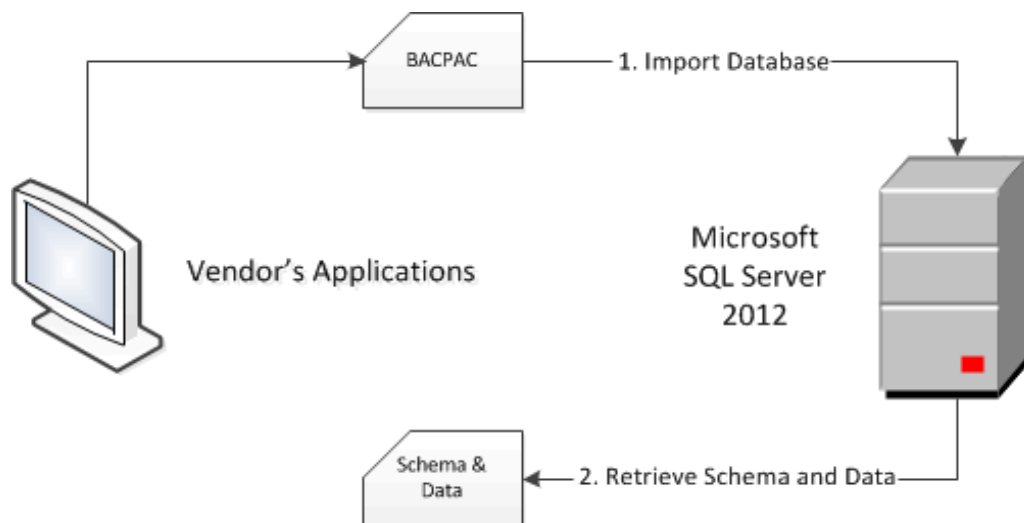 BACPAC
1. Import Database
Vendor's Applications
Microsoft
SQL Server
2012
Schema &
Data
2. Retrieve Schema and Data